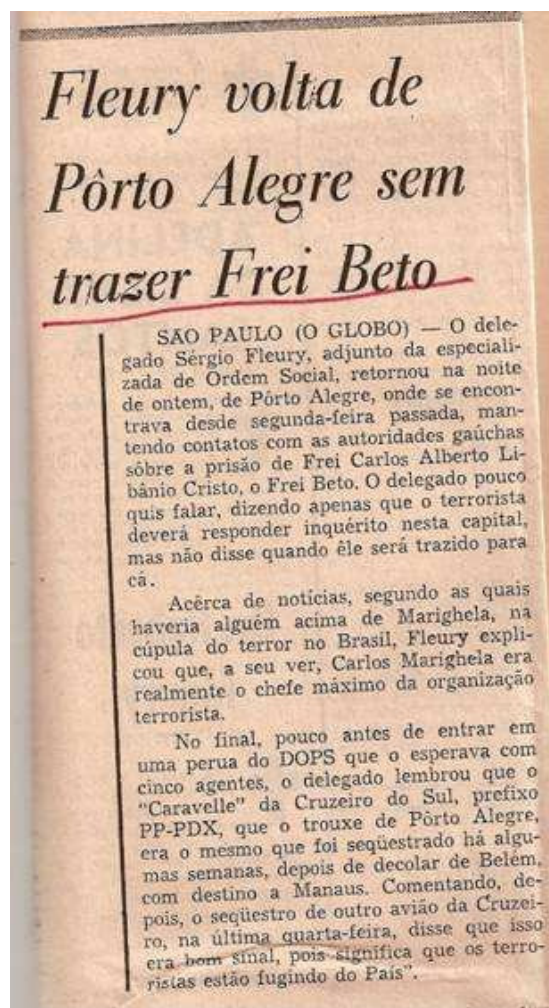 Fleury volta de
Pôrto Alegre sem
trazer Frei Beto
SÃO PAULO (O GLOBO) — O dele-
gado Sérgio Fleury, adjunto da especiali-
zada de Ordem Social, retornou na noite
de ontem, de Pôrto Alegre, onde se encon-
trava desde segunda-feira passada, man-
tendo contatos com as autoridades gaúchas
sôbre a prisão de Frei Carlos Alberto Li-
bânio Cristo, o Frei Beto. O delegado pouco
quis falar, dizendo apenas que o terrorista
deverá responder inquérito nesta capital,
mas não disse quando êle será trazido para
cá.
Acêrca de notícias, segundo as quais
haveria alguém acima de Marighela, na
cúpula do terror no Brasil, Fleury expli-
cou que, a seu ver, Carlos Marighela era
realmente o chefe máximo da organização
terrorista.
No final, pouco antes de entrar em
uma perua do DOPS que o esperava com
cinco agentes, o delegado lembrou que o
"Caravelle" da Cruzeiro do Sul, prefixo
PP-PDX, que o trouxe de Pôrto Alegre,
era o mesmo que foi seqüestrado há algu-
mas semanas, depois de decolar de Belém,
com destino a Manaus. Comentando, de-
pois, o seqüestro de outro avião da Cruzei-
ro, na última quarta-feira, disse que isso
era bom sinal, pois significa que os terro-
ristas estão fugindo do País".